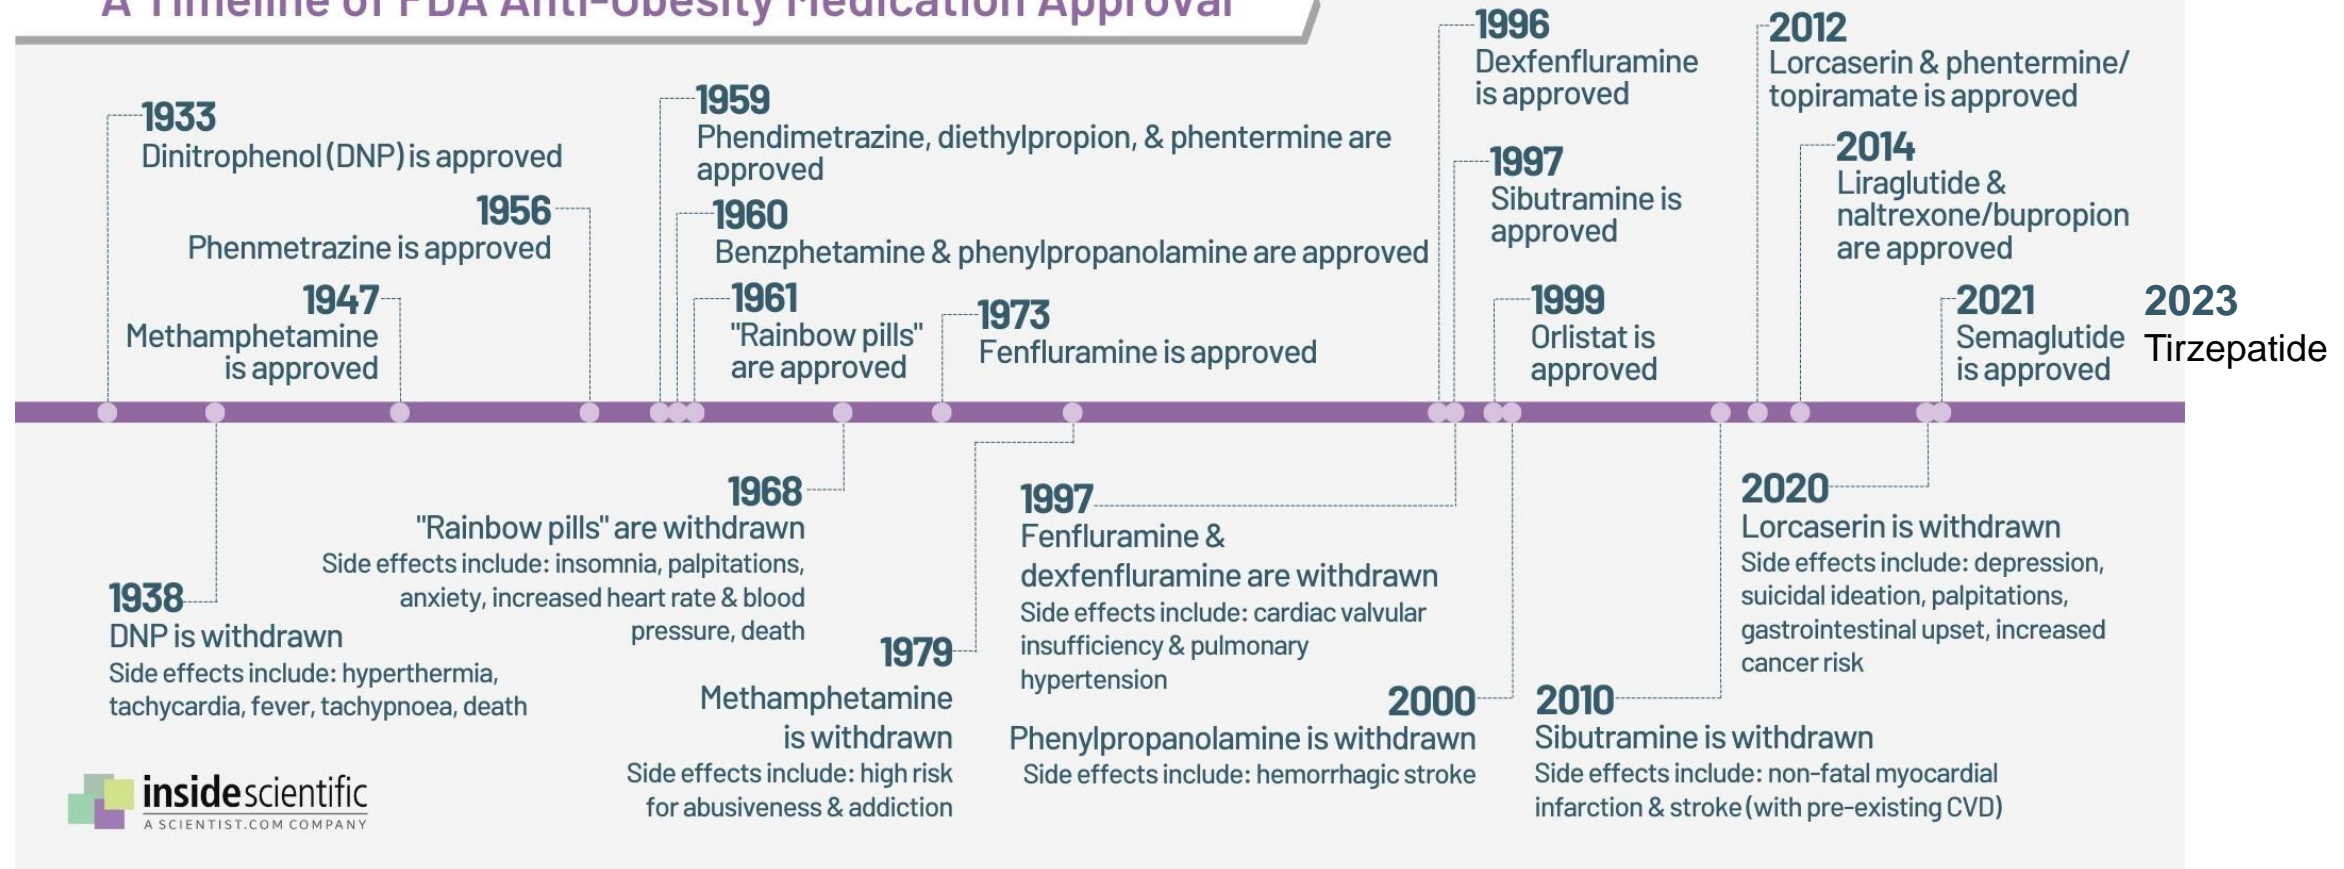 A Timeline of FDA Anti-Obesity Medication Approval
1933
Dinitrophenol (DNP) is approved
1956
Phenmetrazine is approved
1947
Methamphetamine
is approved
1959
Phendimetrazine, diethylpropion, & phentermine are
approved
1960
Benzphetamine & phenylpropanolamine are approved
1961
"Rainbow pills"
are approved
1973
Fenfluramine is approved
1996
Dexfenfluramine
is approved
1997
Sibutramine is
approved
1999
Orlistat is
approved
2012
Lorcaserin & phentermine/
topiramate is approved
2014
Liraglutide &
naltrexone/bupropion
are approved
2021
Semaglutide
is approved
2023
Tirzepatide
1938
DNP is withdrawn
Side effects include: hyperthermia,
tachycardia, fever, tachypnoea, death
1968
"Rainbow pills" are withdrawn
Side effects include: insomnia, palpitations,
anxiety, increased heart rate & blood
pressure, death
1979
Methamphetamine
is withdrawn
Side effects include: high risk
for abusiveness & addiction
1997
Fenfluramine &
dexfenfluramine are withdrawn
Side effects include: cardiac valvular
insufficiency & pulmonary
hypertension
2000
Phenylpropanolamine is withdrawn
Side effects include: hemorrhagic stroke
2010
Sibutramine is withdrawn
Side effects include: non-fatal myocardial
infarction & stroke (with pre-existing CVD)
2020
Lorcaserin is withdrawn
Side effects include: depression,
suicidal ideation, palpitations,
gastrointestinal upset, increased
cancer risk
insidescientific
A SCIENTIST.COM COMPANY